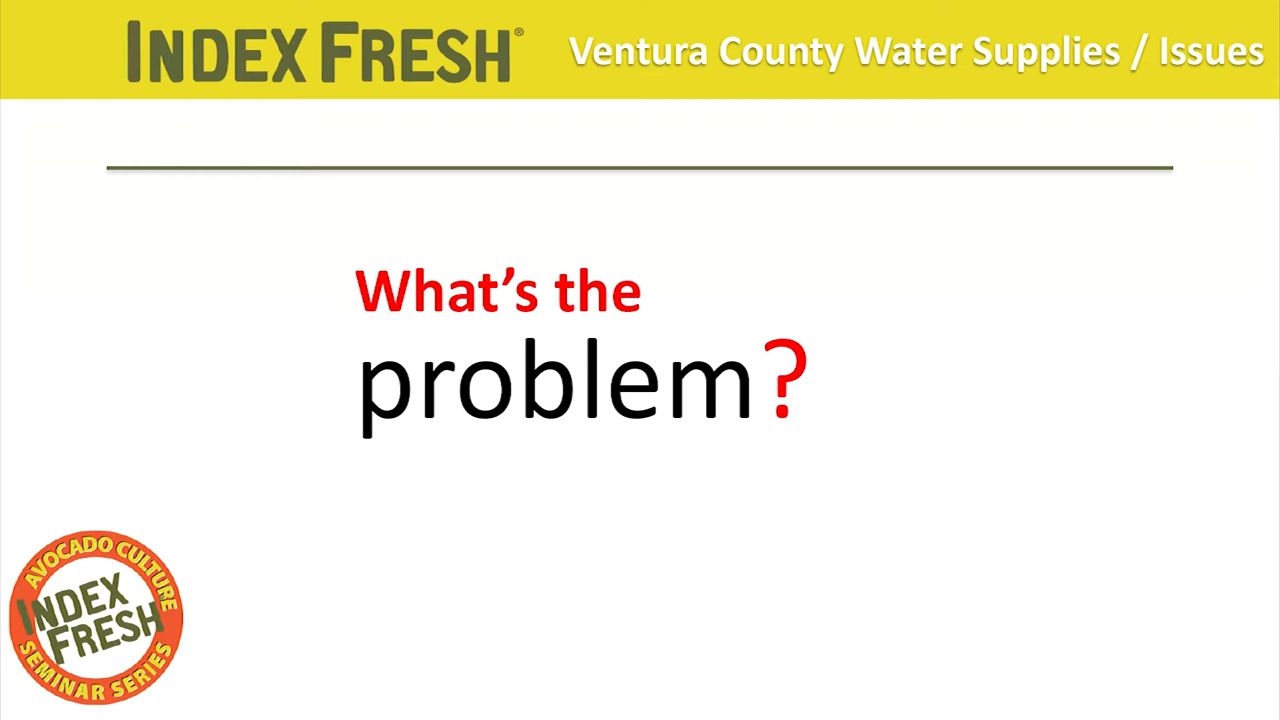 INDEX FRESH®
Ventura County Water Supplies / Issues
What's the
problem?
AVOCADO CULTURE
INDEX
FRESH
SEMINAR SERIES